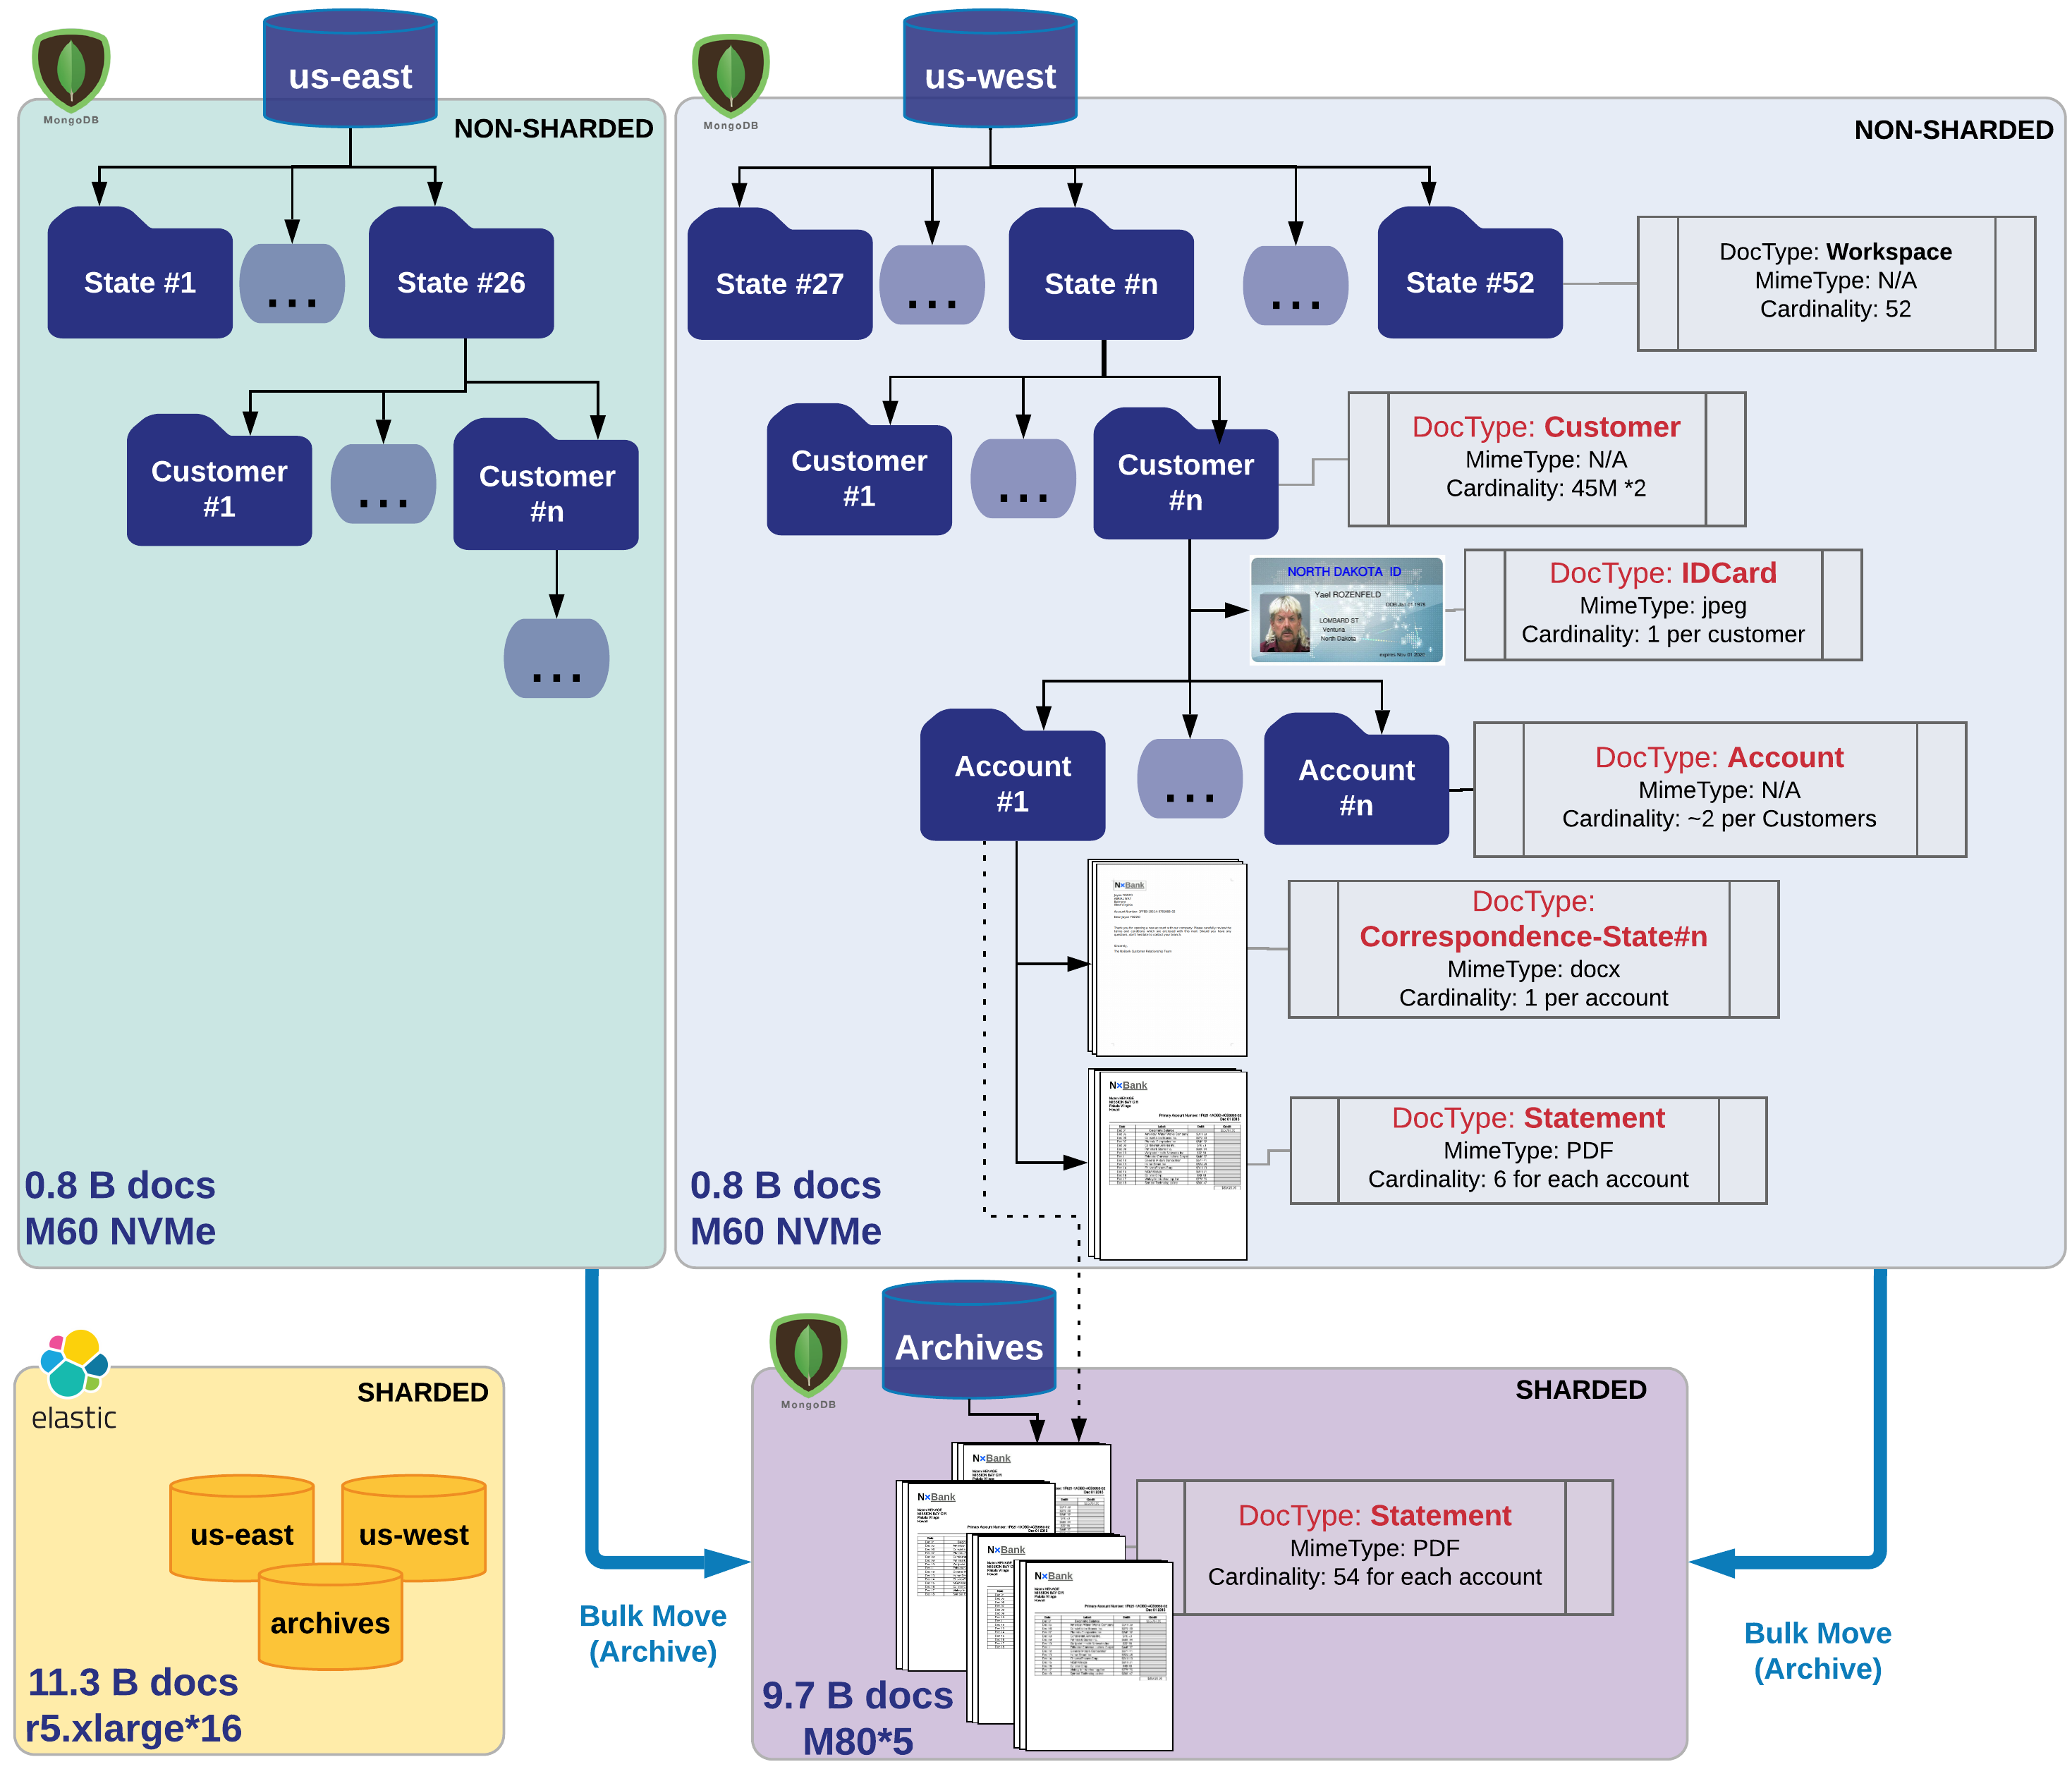 us-east
MongoDB
NON-SHARDED
State #1
...
State #26
Customer
#1
...
Customer
#n
...
0.8 B docs
M60 NVMe
us-west
MongoDB
NON-SHARDED
State #27
...
State #n
...
State #52
DocType: Workspace
MimeType: N/A
Cardinality: 52
Customer
#1
...
Customer
#n
DocType: Customer
MimeType: N/A
Cardinality: 45M *2
NORTH DAKOTA ID
Yael ROZENFELD
LOMBARD ST
Ventura
North Dakota
expires Nov 01 2022
DocType: IDCard
MimeType: jpeg
Cardinality: 1 per customer
Account
#1
...
Account
#n
DocType: Account
MimeType: N/A
Cardinality: ~2 per Customers
N×Bank
DocType:
Correspondence-State#n
MimeType: docx
Cardinality: 1 per account
N×Bank
DocType: Statement
MimeType: PDF
Cardinality: 6 for each account
0.8 B docs
M60 NVMe
elastic
SHARDED
us-east
us-west
archives
11.3 B docs
r5.xlarge*16
Bulk Move
(Archive)
Archives
MongoDB
SHARDED
N×Bank
N×Bank
N×Bank
N×Bank
DocType: Statement
MimeType: PDF
Cardinality: 54 for each account
9.7 B docs
M80*5
Bulk Move
(Archive)